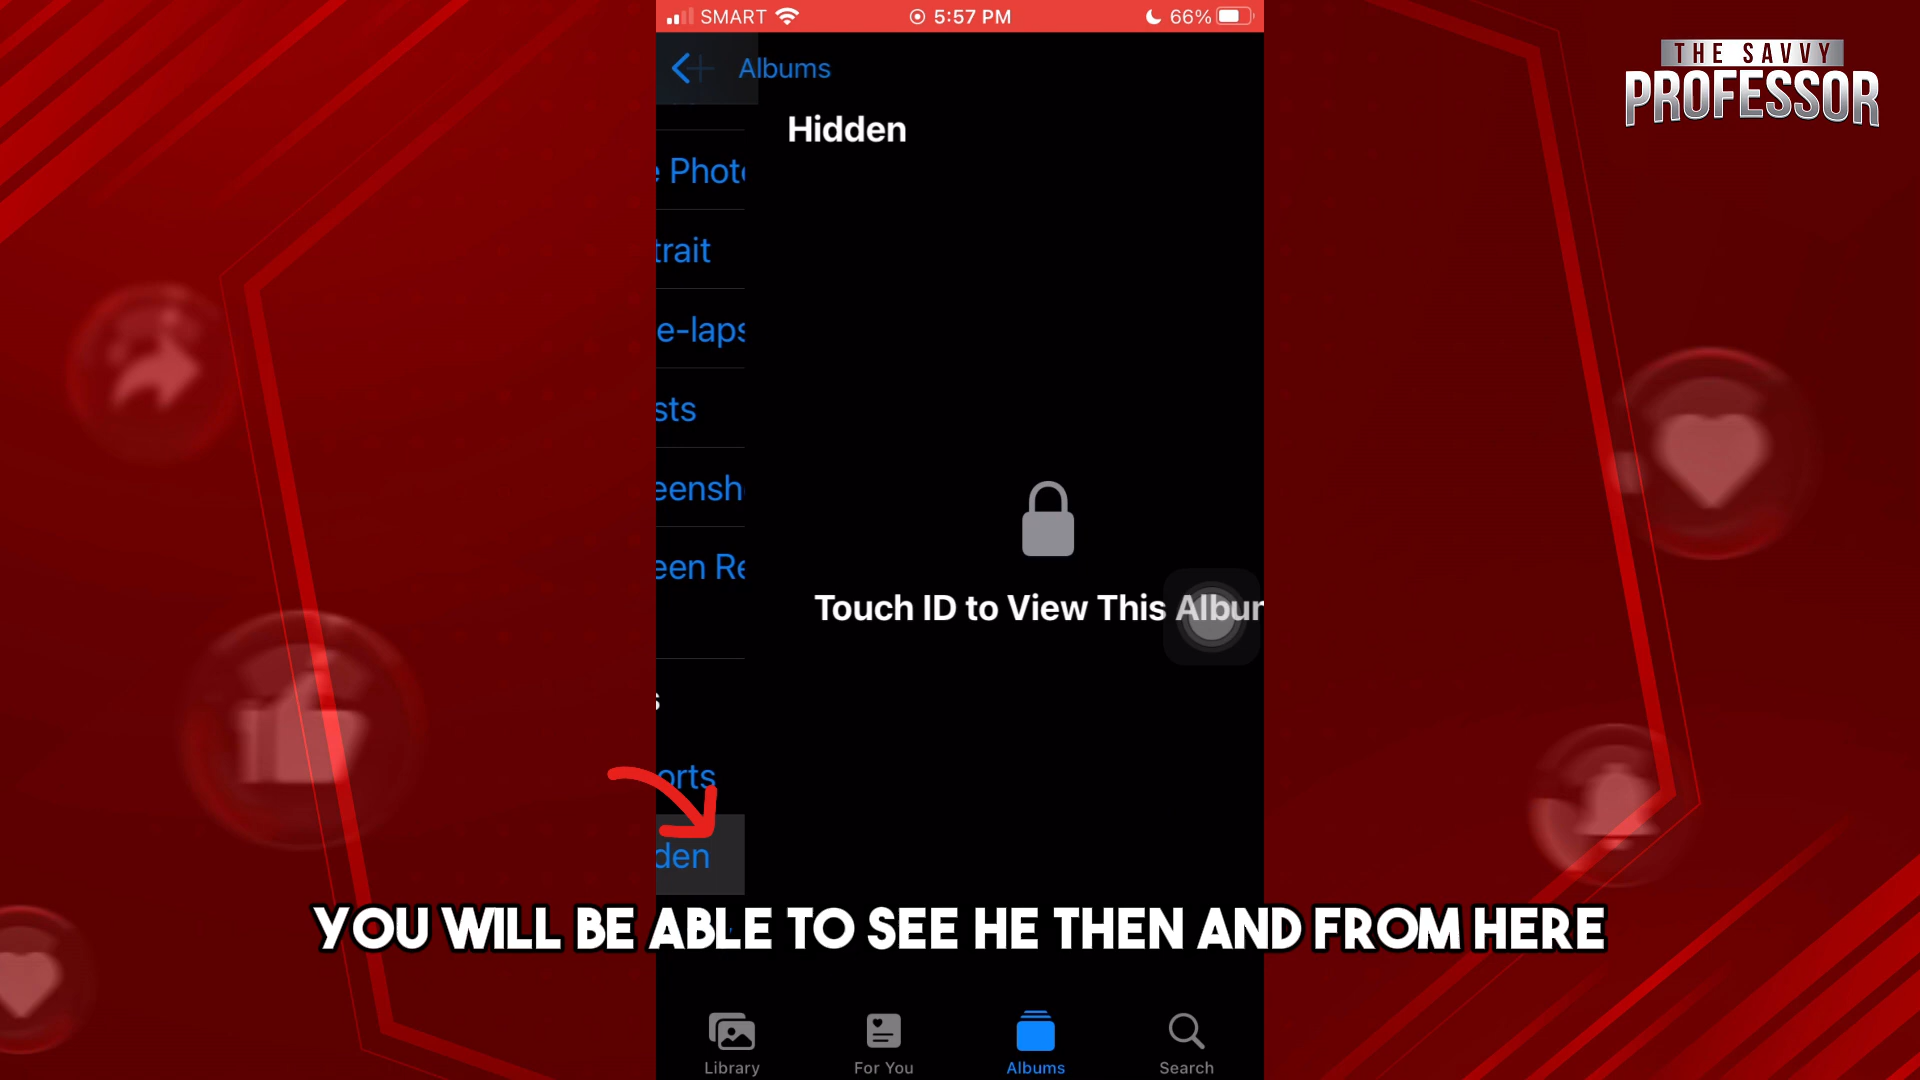 SMART 5:57 PM 66%
THE SAVVY
PROFESSOR
Albums
Hidden
e Phot
trait
e-laps
sts
eensh
een Re
Touch ID to View This Albu
s
orts
den
YOU WILL BE ABLE TO SEE HE THEN AND FROM HERE
Library For You Albums Search